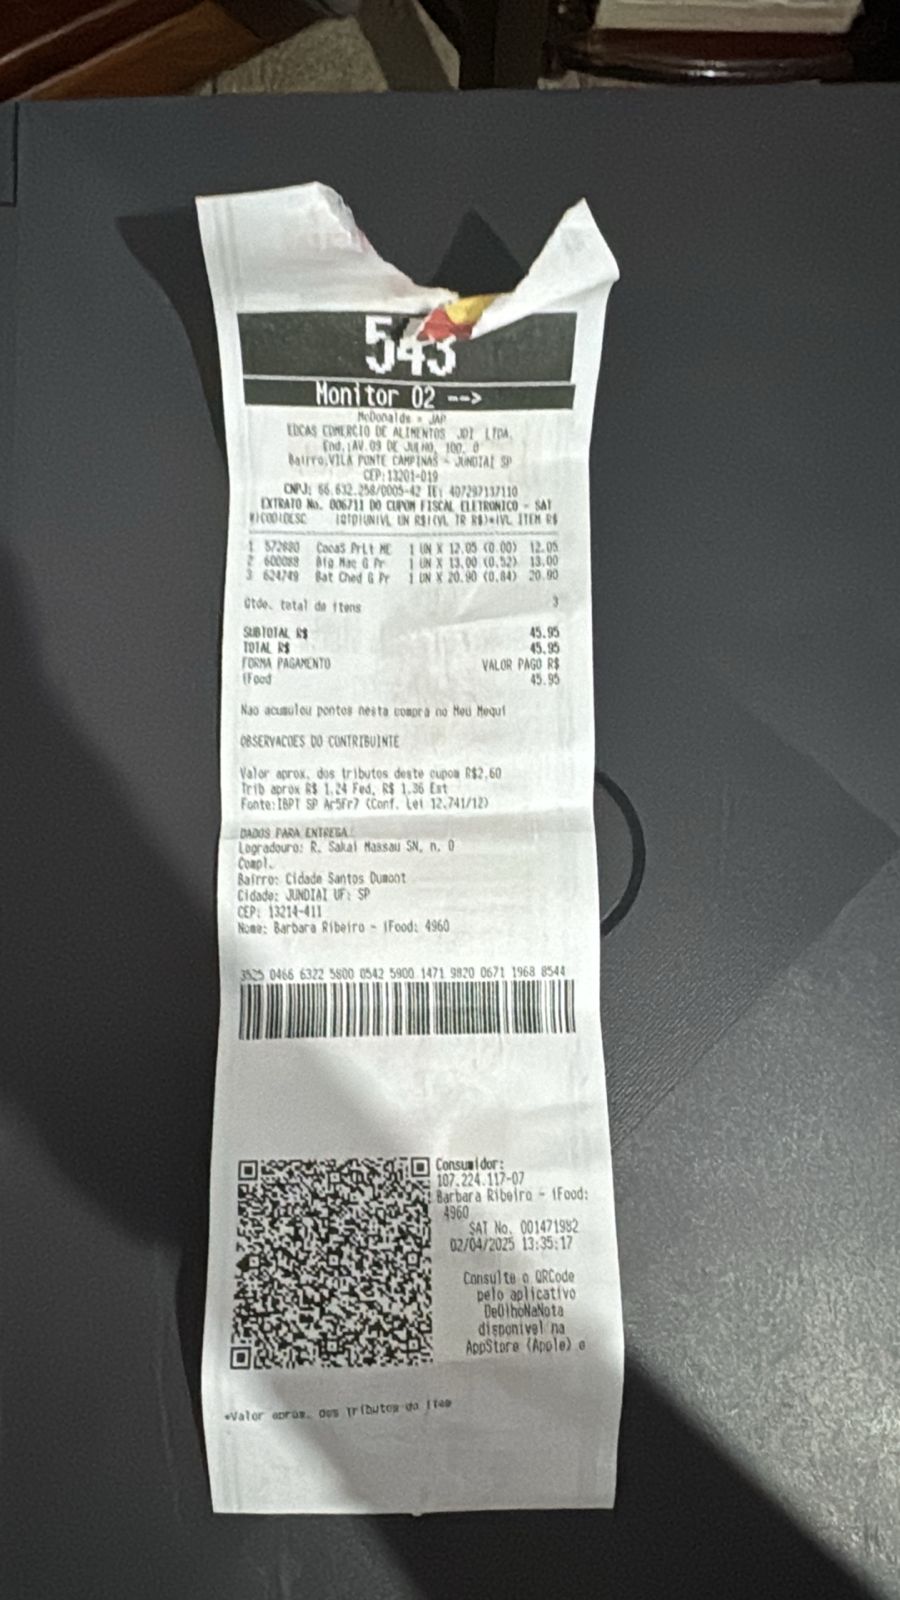 543
Monitor 02 -->
McDonalds - JAP
LUCAS COMERCIO DE ALIMENTOS JDI LTDA.
End.:AV.09 DE JULHO, 100, 0
Bairro:VILA PONTE CAMPINAS - JUNDIAI SP
CEP:13201-019
CNPJ: 66.632.258/0005-42 IE: 407297137110
EXTRATO No. 006711 DO CUPOM FISCAL ELETRONICO - SAT
#|COD|DESC |QTD|UN|VL UN R$|(VL TR R$)*|VL ITEM R$
1 572680 CocaS PrLt ME 1 UN X 12.05 (0.00) 12.05
2 600088 Big Mac G Pr 1 UN X 13.00 (0.52) 13.00
3 624749 Bat Ched G Pr 1 UN X 20.90 (0.84) 20.90
Qtde. total de itens 3
SUBTOTAL R$ 45.95
TOTAL R$ 45.95
FORMA PAGAMENTO VALOR PAGO R$
iFood 45.95
Nao acumulou pontos nesta compra no Meu Mequi
OBSERVACOES DO CONTRIBUINTE
Valor aprox. dos tributos deste cupom R$2.60
Trib aprox R$ 1.24 Fed, R$ 1.36 Est
Fonte:IBPT SP Ar5Fr7 (Conf. Lei 12.741/12)
DADOS PARA ENTREGA:
Logradouro: R. Sakai Massau SN, n. 0
Compl.
Bairro: Cidade Santos Dumont
Cidade: JUNDIAI UF: SP
CEP: 13214-411
Nome: Barbara Ribeiro - iFood: 4960
3525 0466 6322 5800 0542 5900 1471 9820 0671 1968 8544
Consumidor:
107.224.117-07
Barbara Ribeiro - iFood:
4960
SAT No. 001471982
02/04/2025 13:35:17
Consulte o QRCode
pelo aplicativo
DeOlhoNaNota
disponivel na
AppStore (Apple) e
*Valor aprox. dos tributos do item